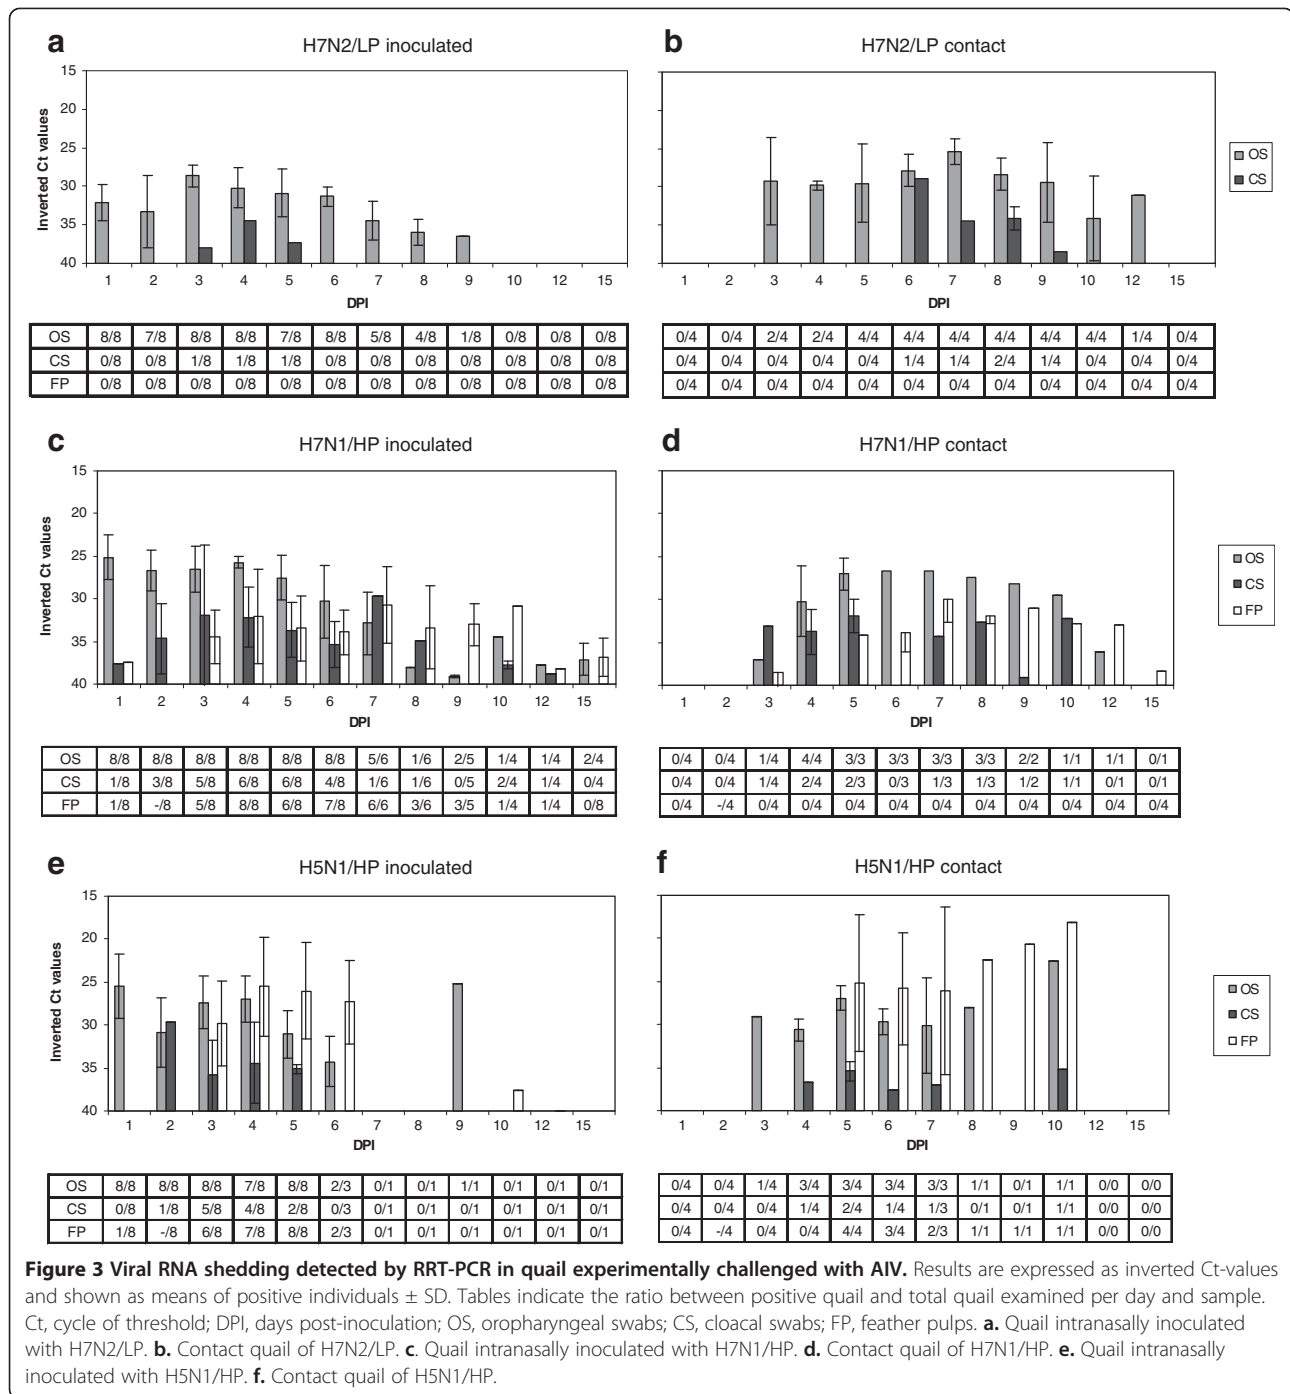 a H7N2/LP inoculated
b H7N2/LP contact
Inverted Ct values
15
20
25
30
35
40
1 2 3 4 5 6 7 8 9 10 12 15
DPI
1 2 3 4 5 6 7 8 9 10 12 15
DPI
OS
CS
OS 8/8 7/8 8/8 8/8 7/8 8/8 5/8 4/8 1/8 0/8 0/8 0/8
CS 0/8 0/8 1/8 1/8 1/8 0/8 0/8 0/8 0/8 0/8 0/8 0/8
FP 0/8 0/8 0/8 0/8 0/8 0/8 0/8 0/8 0/8 0/8 0/8 0/8
0/4 0/4 2/4 2/4 4/4 4/4 4/4 4/4 4/4 4/4 1/4 0/4
0/4 0/4 0/4 0/4 0/4 1/4 1/4 2/4 1/4 0/4 0/4 0/4
0/4 0/4 0/4 0/4 0/4 0/4 0/4 0/4 0/4 0/4 0/4 0/4
c H7N1/HP inoculated
d H7N1/HP contact
Inverted Ct values
15
20
25
30
35
40
1 2 3 4 5 6 7 8 9 10 12 15
DPI
1 2 3 4 5 6 7 8 9 10 12 15
DPI
OS
CS
FP
OS 8/8 8/8 8/8 8/8 8/8 8/8 5/6 1/6 2/5 1/4 1/4 2/4
CS 1/8 3/8 5/8 6/8 6/8 4/8 1/6 1/6 0/5 2/4 1/4 0/4
FP 1/8 -/8 5/8 8/8 6/8 7/8 6/6 3/6 3/5 1/4 1/4 0/8
0/4 0/4 1/4 4/4 3/3 3/3 3/3 3/3 2/2 1/1 1/1 0/1
0/4 0/4 1/4 2/4 2/3 0/3 1/3 1/3 1/2 1/1 0/1 0/1
0/4 -/4 0/4 0/4 0/4 0/4 0/4 0/4 0/4 0/4 0/4 0/4
e H5N1/HP inoculated
f H5N1/HP contact
Inverted Ct values
15
20
25
30
35
40
1 2 3 4 5 6 7 8 9 10 12 15
DPI
1 2 3 4 5 6 7 8 9 10 12 15
DPI
OS
CS
FP
OS 8/8 8/8 8/8 7/8 8/8 2/3 0/1 0/1 1/1 0/1 0/1 0/1
CS 0/8 1/8 5/8 4/8 2/8 0/3 0/1 0/1 0/1 0/1 0/1 0/1
FP 1/8 -/8 6/8 7/8 8/8 2/3 0/1 0/1 0/1 0/1 0/1 0/1
0/4 0/4 1/4 3/4 3/4 3/4 3/3 1/1 0/1 1/1 0/0 0/0
0/4 0/4 0/4 1/4 2/4 1/4 1/3 0/1 0/1 1/1 0/0 0/0
0/4 -/4 0/4 0/4 4/4 3/4 2/3 1/1 1/1 1/1 0/0 0/0
Figure 3 Viral RNA shedding detected by RRT-PCR in quail experimentally challenged with AIV. Results are expressed as inverted Ct-values
and shown as means of positive individuals ± SD. Tables indicate the ratio between positive quail and total quail examined per day and sample.
Ct, cycle of threshold; DPI, days post-inoculation; OS, oropharyngeal swabs; CS, cloacal swabs; FP, feather pulps. a. Quail intranasally inoculated
with H7N2/LP. b. Contact quail of H7N2/LP. c. Quail intranasally inoculated with H7N1/HP. d. Contact quail of H7N1/HP. e. Quail intranasally
inoculated with H5N1/HP. f. Contact quail of H5N1/HP.